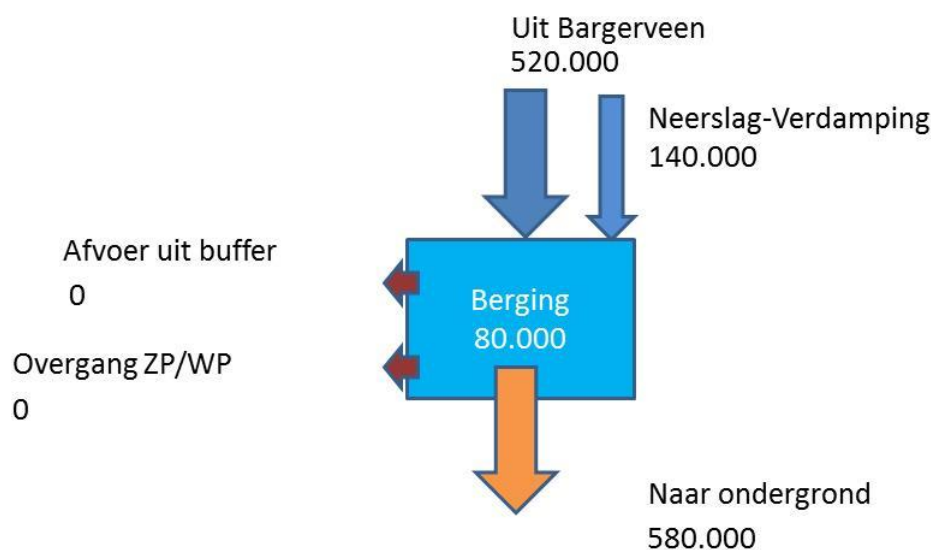 Uit Bargerveen
520.000
Neerslag-Verdamping
140.000
Afvoer uit buffer
0
Berging
80.000
Overgang ZP/WP
0
Naar ondergrond
580.000